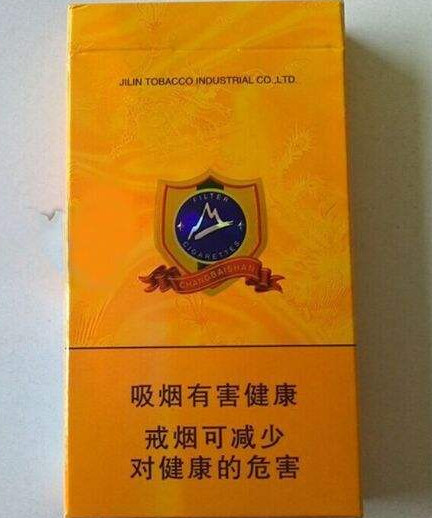 JILIN TOBACCO INDUSTRIAL CO.,LTD.
FILTER
CIGARETTES
CHANGBAISHAN
吸烟有害健康
戒烟可减少
对健康的危害